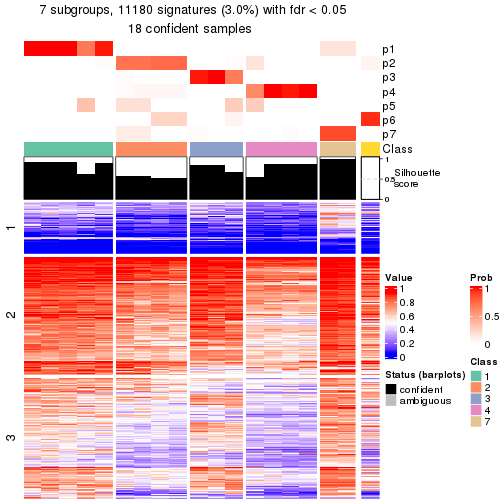 7 subgroups, 11180 signatures (3.0%) with fdr < 0.05
18 confident samples
p1
p2
p3
p4
p5
p6
p7
Class
1
0.5
0
Silhouette
score
1
2
3
Value
1
0.8
0.6
0.4
0.2
0
Status (barplots)
confident
ambiguous
Prob
1
0.5
0
Class
1
2
3
4
7